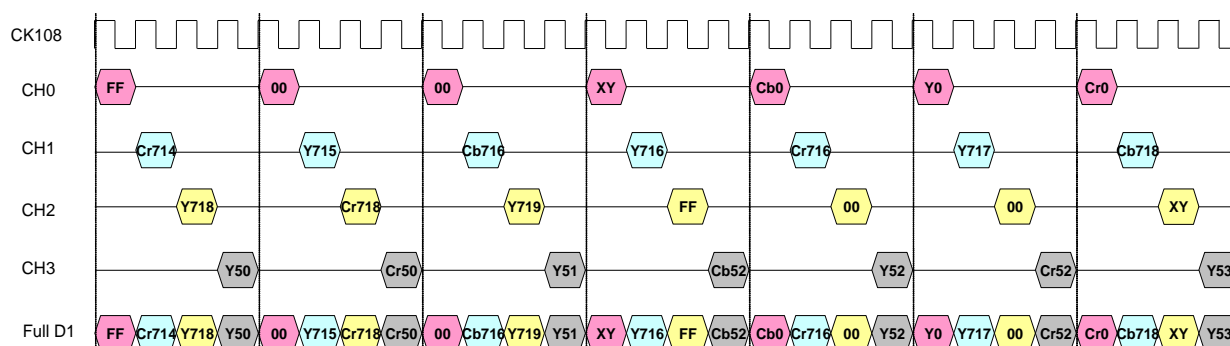 CK108
CH0 FF 00 00 XY Cb0 Y0 Cr0
CH1 Cr714 Y715 Cb716 Y716 Cr716 Y717 Cb718
CH2 Y718 Cr718 Y719 FF 00 00 XY
CH3 Y50 Cr50 Y51 Cb52 Y52 Cr52 Y53
Full D1 FF Cr714 Y718 Y50 00 Y715 Cr718 Cr50 00 Cb716 Y719 Y51 XY Y716 FF Cb52 Cb0 Cr716 00 Y52 Y0 Y717 00 Cr52 Cr0 Cb718 XY Y53